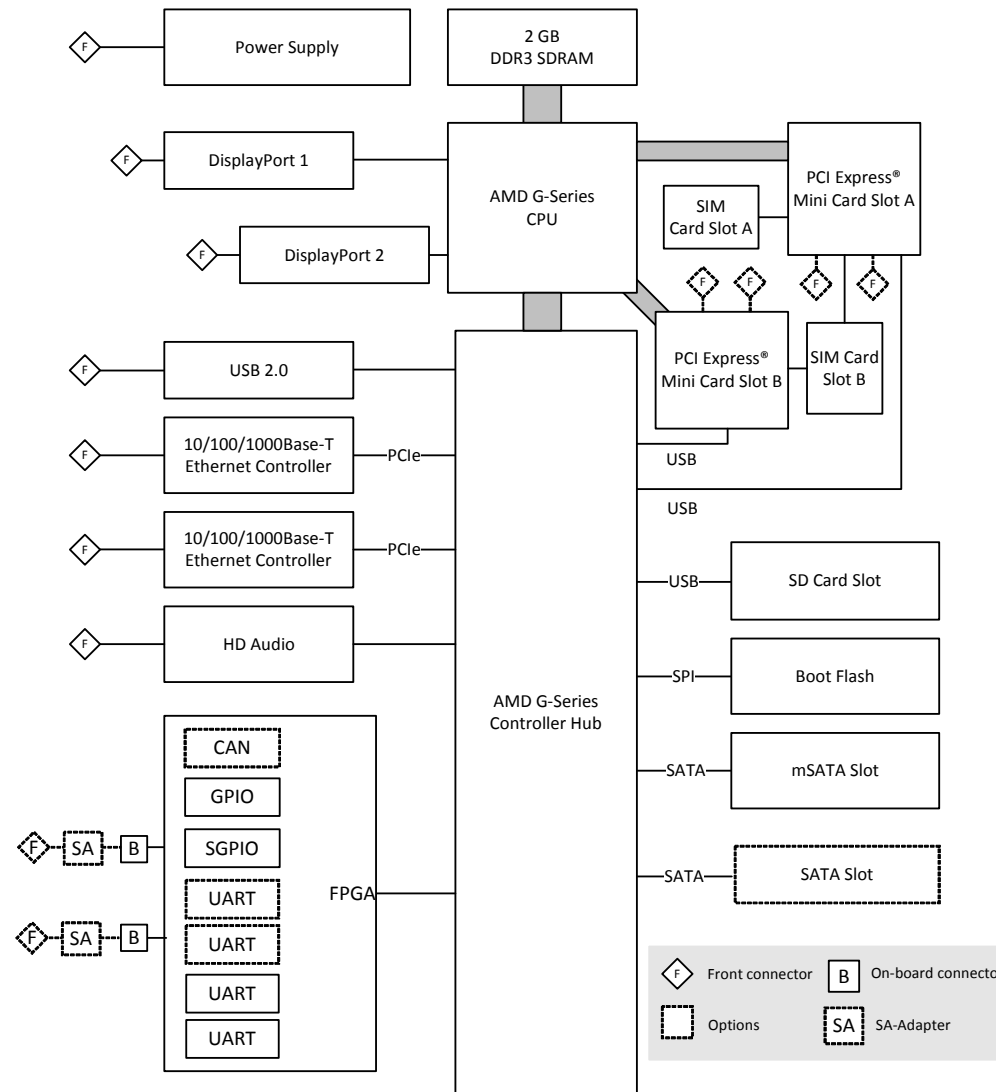 F
Power Supply
2 GB
DDR3 SDRAM
F
DisplayPort 1
AMD G-Series
CPU
PCI Express®
Mini Card Slot A
SIM
Card Slot A
F
DisplayPort 2
F
F
F
F
PCI Express®
Mini Card Slot B
SIM Card
Slot B
F
USB 2.0
USB
F
10/100/1000Base-T
Ethernet Controller
PCIe
USB
F
10/100/1000Base-T
Ethernet Controller
PCIe
USB
SD Card Slot
F
HD Audio
SPI
Boot Flash
AMD G-Series
Controller Hub
CAN
GPIO
SGPIO
UART
UART
UART
UART
FPGA
F
SA
B
F
SA
B
SATA
mSATA Slot
SATA
SATA Slot
F
Front connector
B
On-board connector
Options
SA
SA-Adapter